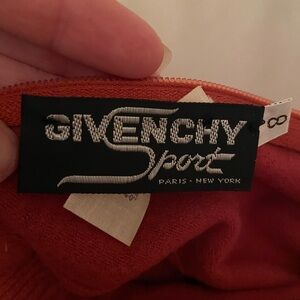 GIVENCHY
Sport
PARIS - NEW YORK
8